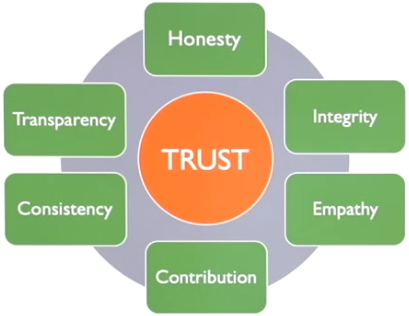 Honesty
Transparency
Integrity
TRUST
Consistency
Empathy
Contribution